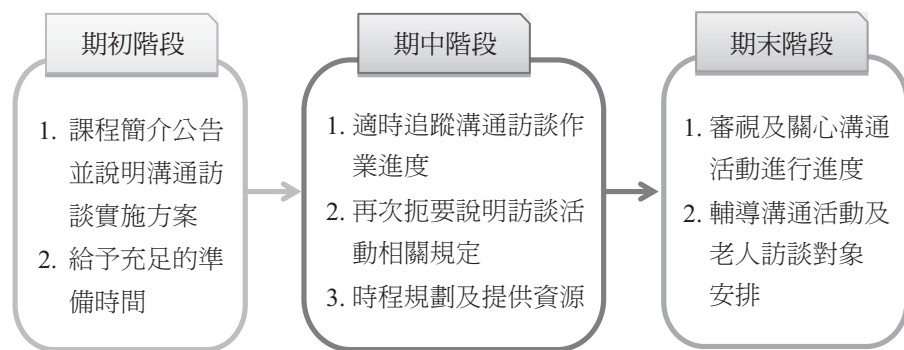 期初階段
1. 課程簡介公告
並說明溝通訪
談實施方案
2. 給予充足的準
備時間
期中階段
1. 適時追蹤溝通訪談作
業進度
2. 再次扼要說明訪談活
動相關規定
3. 時程規劃及提供資源
期末階段
1. 審視及關心溝通
活動進行進度
2. 輔導溝通活動及
老人訪談對象
安排